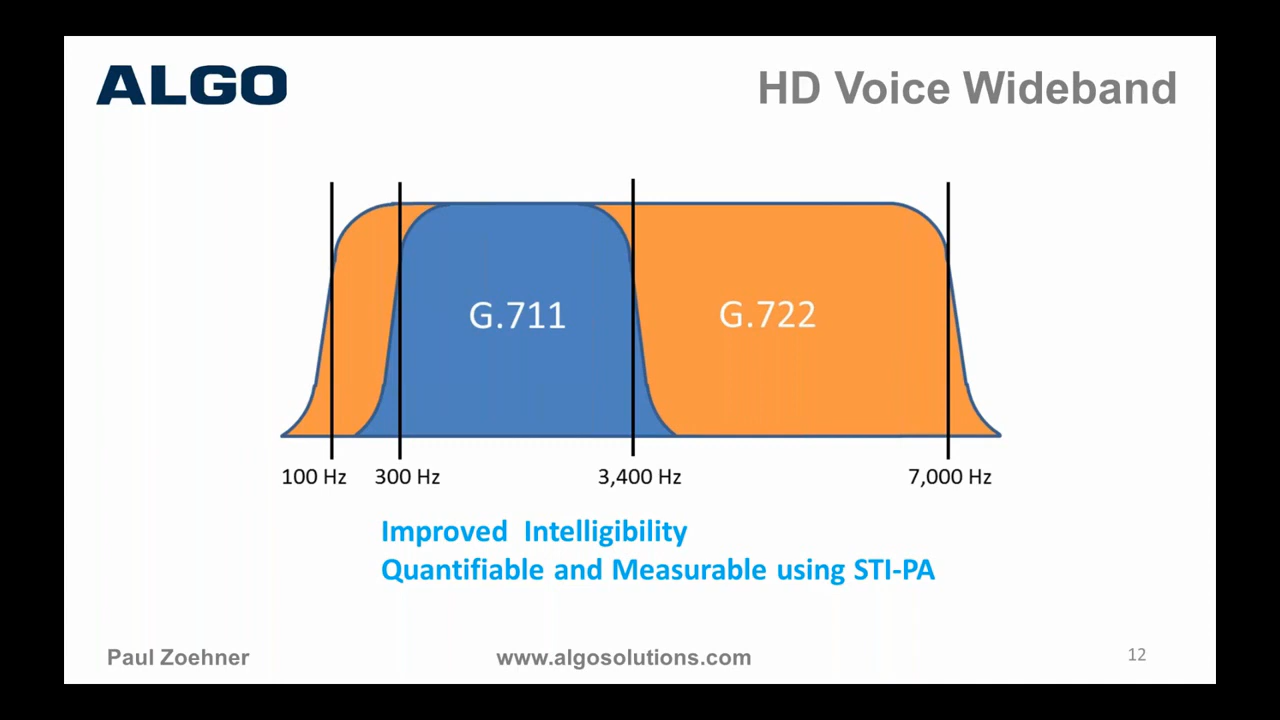 ALGO
HD Voice Wideband
G.711
G.722
100 Hz
300 Hz
3,400 Hz
7,000 Hz
Improved Intelligibility
Quantifiable and Measurable using STI-PA
Paul Zoehner
www.algosolutions.com
12